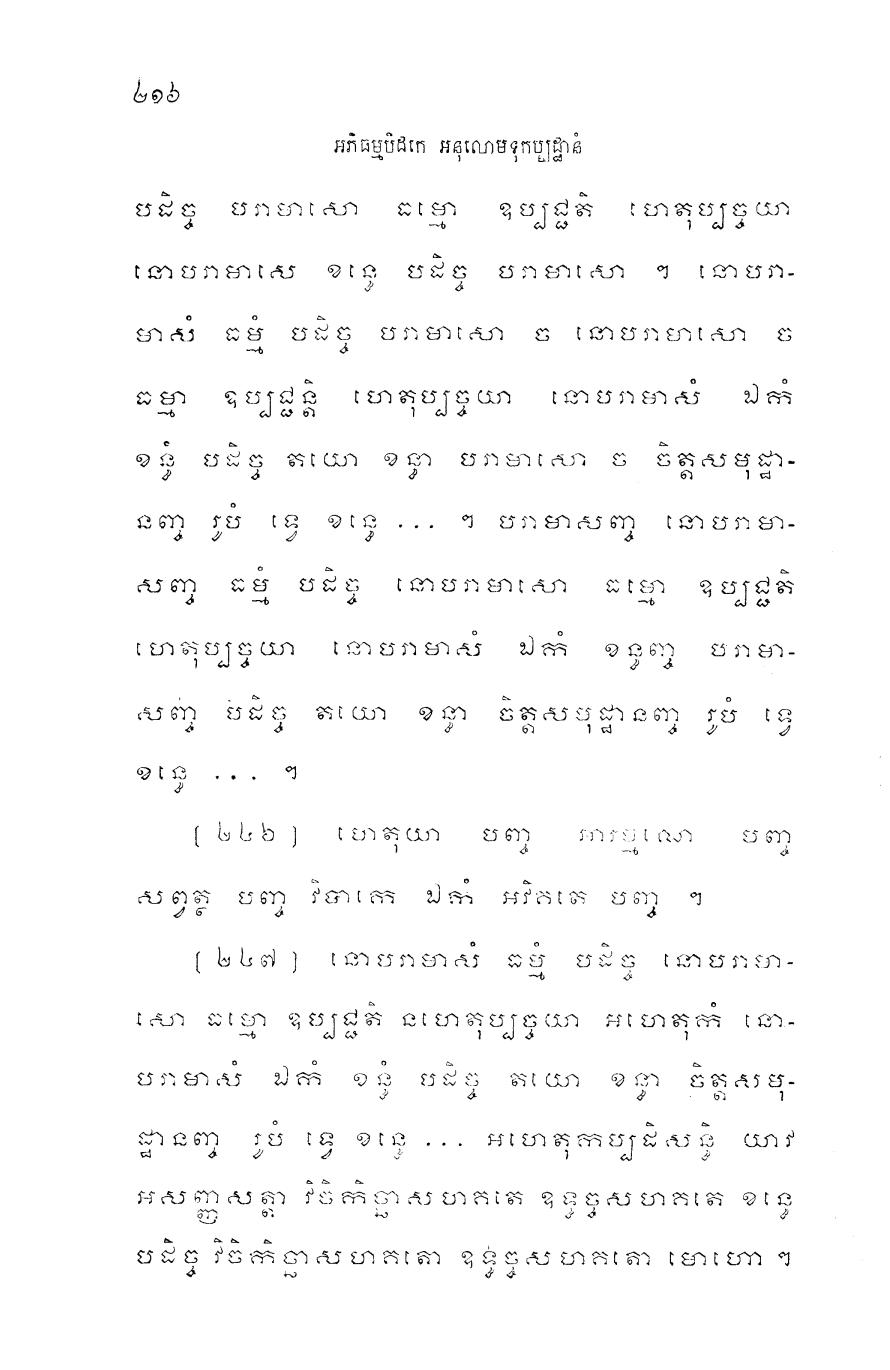 ២១៦
អភិធម្មបិដកេ អនុលោមទុកប្បដ្ឋានំ
បដិច្ច បរាមាសោ ធម្មោ ឧប្បជ្ជតិ ហេតុប្បច្ចយា
នោបរាមាសេ ខន្ធេ បដិច្ច បរាមាសោ ។ នោបរា-
មាសំ ធម្មំ បដិច្ច បរាមាសោ ច នោបរាមាសោ ច
ធម្មា ឧប្បជ្ជន្តិ ហេតុប្បច្ចយា នោបរាមាសំ ឯកំ
ខន្ធំ បដិច្ច តយោ ខន្ធា បរាមាសោ ច ចិត្តសមុដ្ឋា-
នញ្ច រូបំ ទ្វេ ខន្ធេ ... ។ បរាមាសញ្ច នោបរាមា-
សញ្ច ធម្មំ បដិច្ច នោបរាមាសោ ធម្មោ ឧប្បជ្ជតិ
ហេតុប្បច្ចយា នោបរាមាសំ ឯកំ ខន្ធញ្ច បរាមា-
សញ្ច បដិច្ច តយោ ខន្ធា ចិត្តសមុដ្ឋានញ្ច រូបំ ទ្វេ
ខន្ធេ ... ។
[ ២៤៦ ] ហេតុយា បញ្ច អារម្មណេ បញ្ច
សព្វត្ថ បញ្ច វិបាកេ ឯកំ អវិគតេ បញ្ច ។
[ ២៤៧ ] នោបរាមាសំ ធម្មំ បដិច្ច នោបរាមា-
សោ ធម្មោ ឧប្បជ្ជតិ នហេតុប្បច្ចយា អហេតុកំ នោ-
បរាមាសំ ឯកំ ខន្ធំ បដិច្ច តយោ ខន្ធា ចិត្តសមុ-
ដ្ឋានញ្ច រូបំ ទ្វេ ខន្ធេ ... អហេតុកប្បដិសន្ធិ យាវ
អសញ្ញសត្តា វិចិកិច្ឆាសហគតេ ឧទ្ធច្ចសហគតេ ខន្ធេ
បដិច្ច វិចិកិច្ឆាសហគតោ ឧទ្ធច្ចសហគតោ មោហោ ។